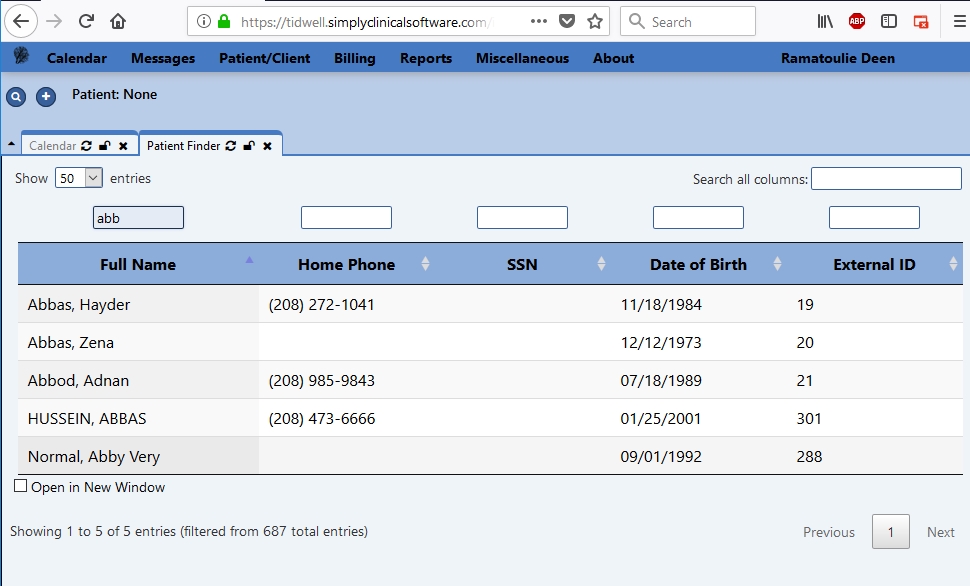 https://tidwell.simplyclinicalsoftware.com/
Search
ABP
Calendar Messages Patient/Client Billing Reports Miscellaneous About Ramatoulie Deen
Patient: None
Calendar Patient Finder
Show 50 entries Search all columns:
abb
Full Name Home Phone SSN Date of Birth External ID
Abbas, Hayder (208) 272-1041 11/18/1984 19
Abbas, Zena 12/12/1973 20
Abbod, Adnan (208) 985-9843 07/18/1989 21
HUSSEIN, ABBAS (208) 473-6666 01/25/2001 301
Normal, Abby Very 09/01/1992 288
Open in New Window
Showing 1 to 5 of 5 entries (filtered from 687 total entries) Previous 1 Next